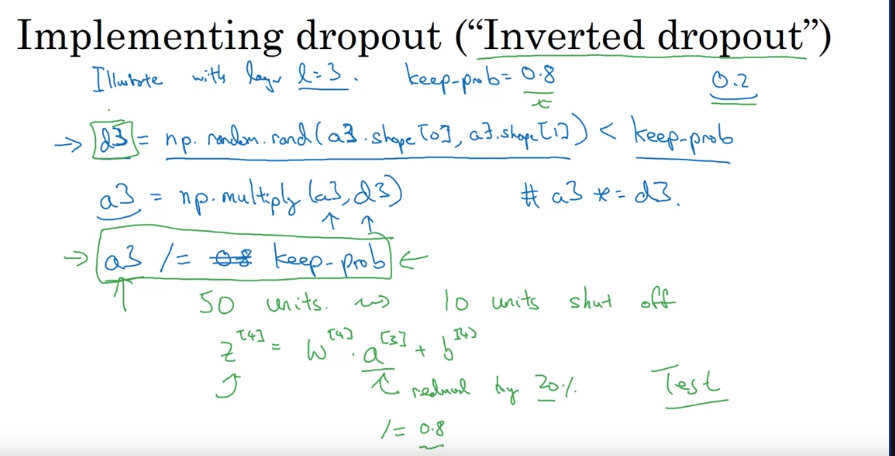 Implementing dropout (“Inverted dropout”)
Illustrate with layer l=3. keep-prob= 0.8 0.2
→ d3 = np.random.rand(a3.shape[0], a3.shape[1]) < keep-prob
a3 = np.multiply(a3, d3) # a3 *= d3.
→ a3 /= 0.8 keep-prob ←
50 units. ⇝ 10 units shut off
z[4] = W[4] · a[3] + b[4]
reduced by 20% Test
/= 0.8